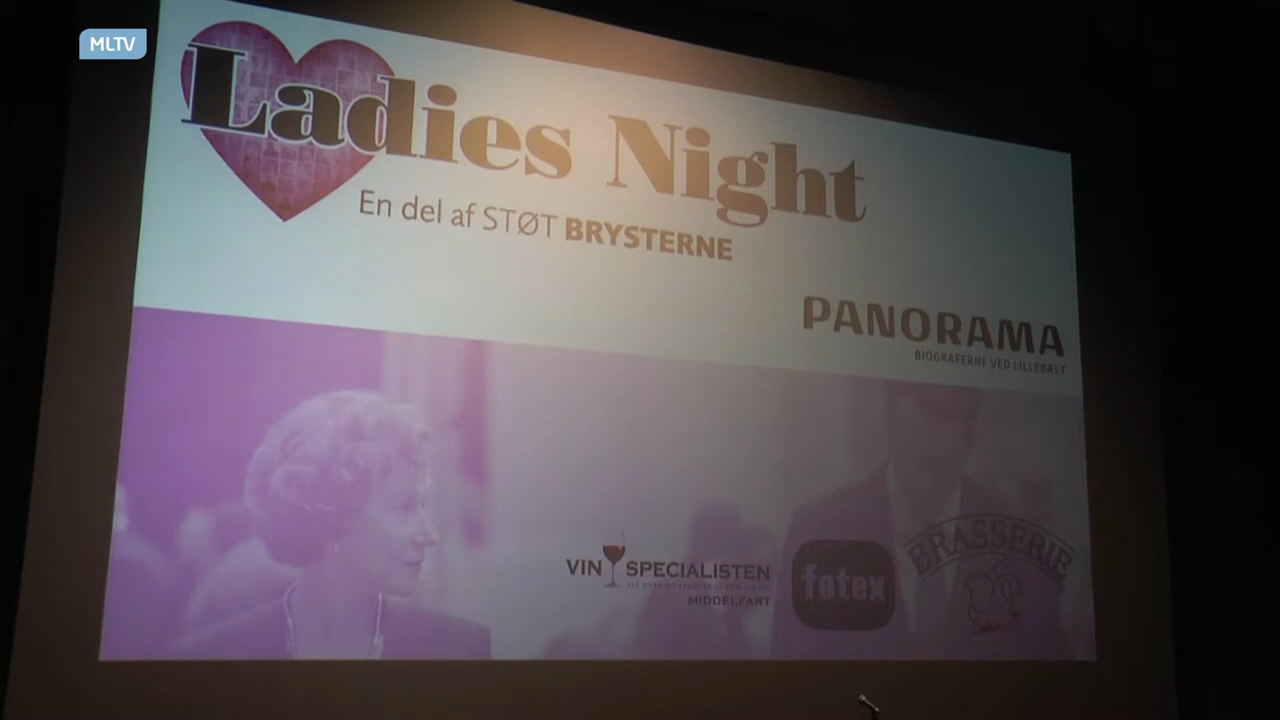 MLTV
Ladies Night
En del af STØT BRYSTERNE
PANORAMA
BIOGRAFERNE VED LILLEBÆLT
VIN SPECIALISTEN
MIDDELFART
føtex
BRASSERIE